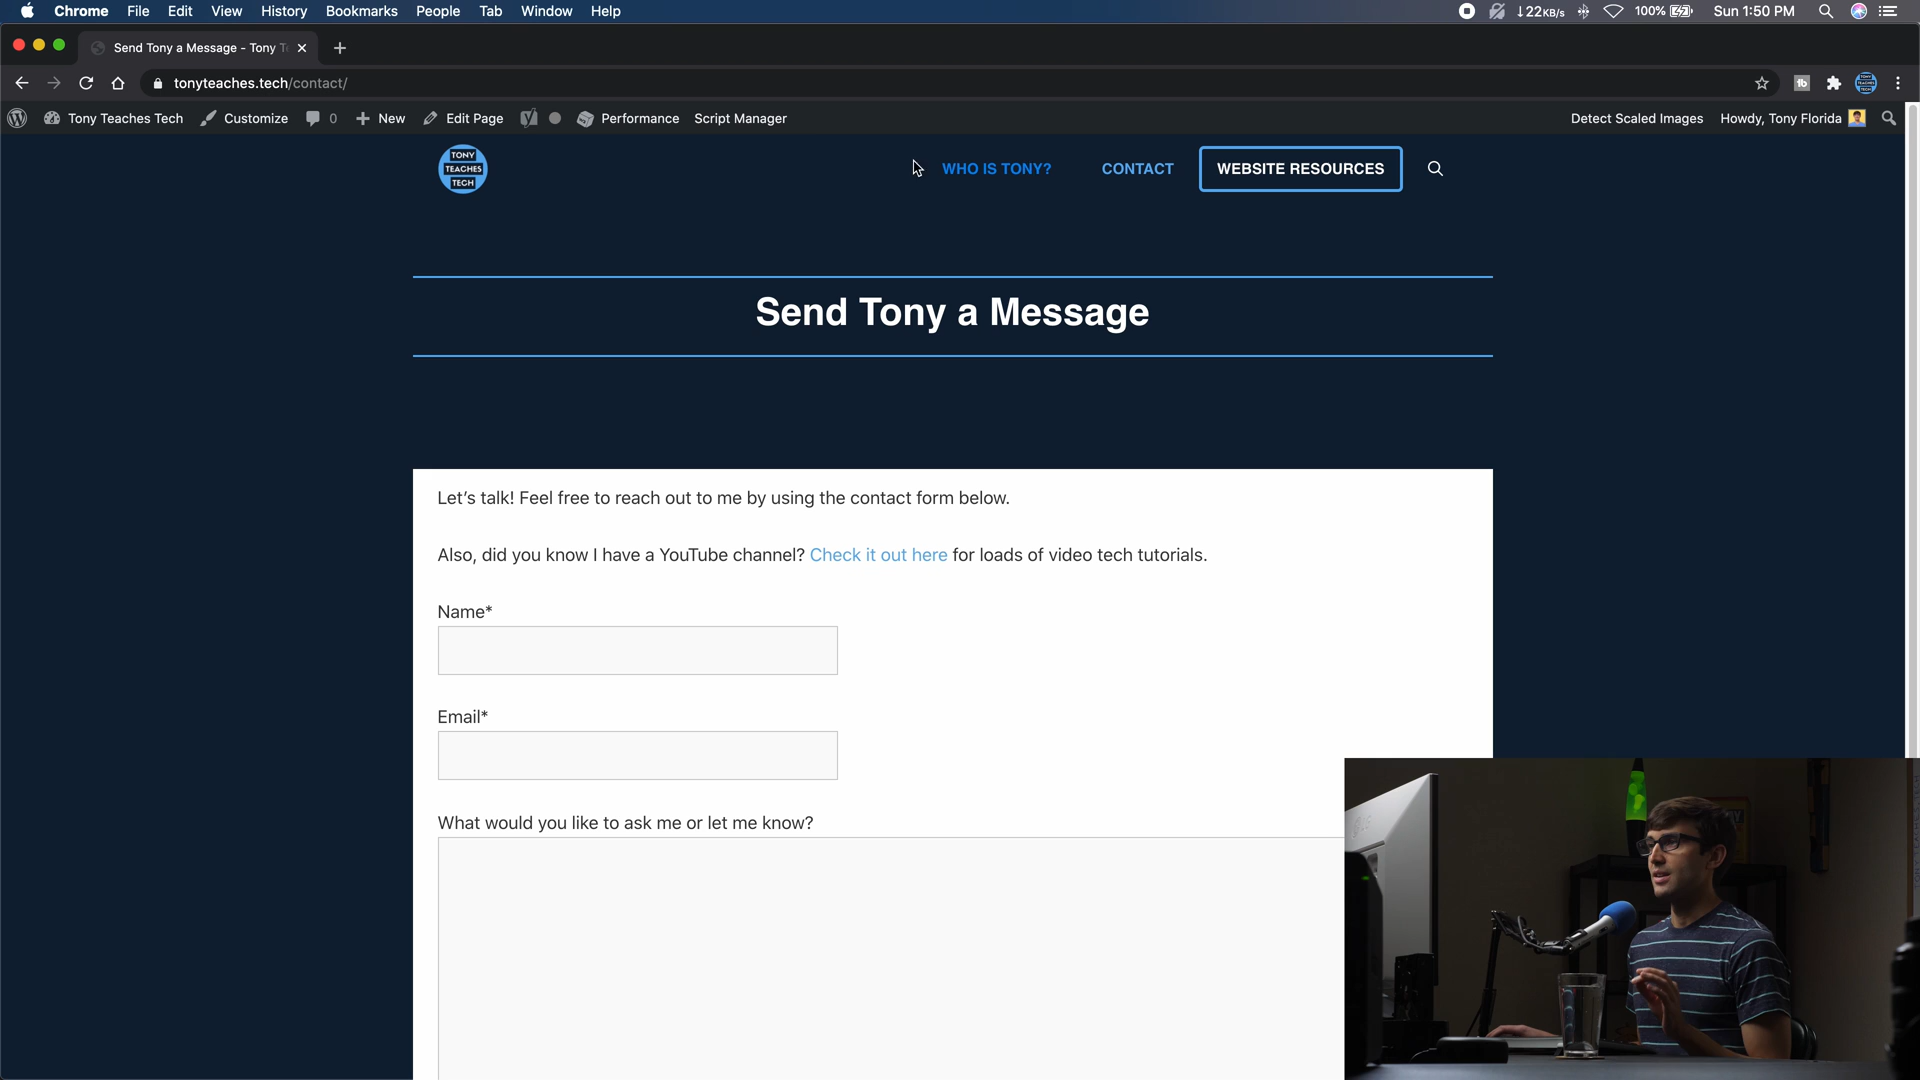 Chrome File Edit View History Bookmarks People Tab Window Help ↓22KB/s 100% Sun 1:50 PM
Send Tony a Message - Tony T
tonyteaches.tech/contact/
Tony Teaches Tech Customize 0 New Edit Page Performance Script Manager Detect Scaled Images Howdy, Tony Florida
TONY
TEACHES
TECH
WHO IS TONY? CONTACT WEBSITE RESOURCES
Send Tony a Message
Let's talk! Feel free to reach out to me by using the contact form below.
Also, did you know I have a YouTube channel? Check it out here for loads of video tech tutorials.
Name*
Email*
What would you like to ask me or let me know?